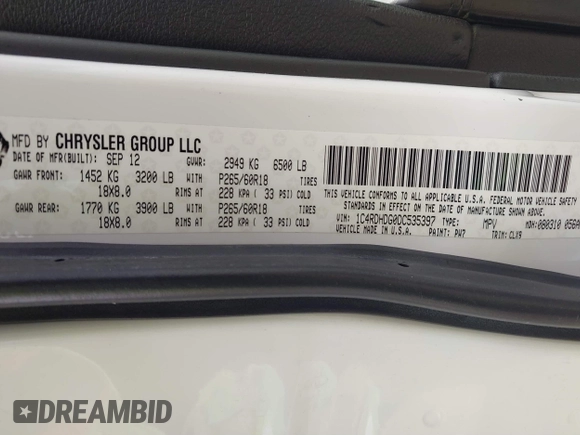 MFD BY CHRYSLER GROUP LLC
DATE OF MFR(BUILT): SEP 12 GVWR: 2949 KG 6500 LB
GAWR FRONT: 1452 KG 3200 LB WITH P265/60R18 TIRES
18X8.0 RIMS AT 228 KPA ( 33 PSI) COLD
GAWR REAR: 1770 KG 3900 LB WITH P265/60R18 TIRES
18X8.0 RIMS AT 228 KPA ( 33 PSI) COLD
THIS VEHICLE CONFORMS TO ALL APPLICABLE U.S.A. FEDERAL MOTOR VEHICLE SAFETY
STANDARDS IN EFFECT ON THE DATE OF MANUFACTURE SHOWN ABOVE.
VIN: 1C4RDHDG0DC535397 TYPE: MPV MDH:080310 056A
VEHICLE MADE IN U.S.A. PAINT: PW7 TRIM: CLV9
DREAMBID